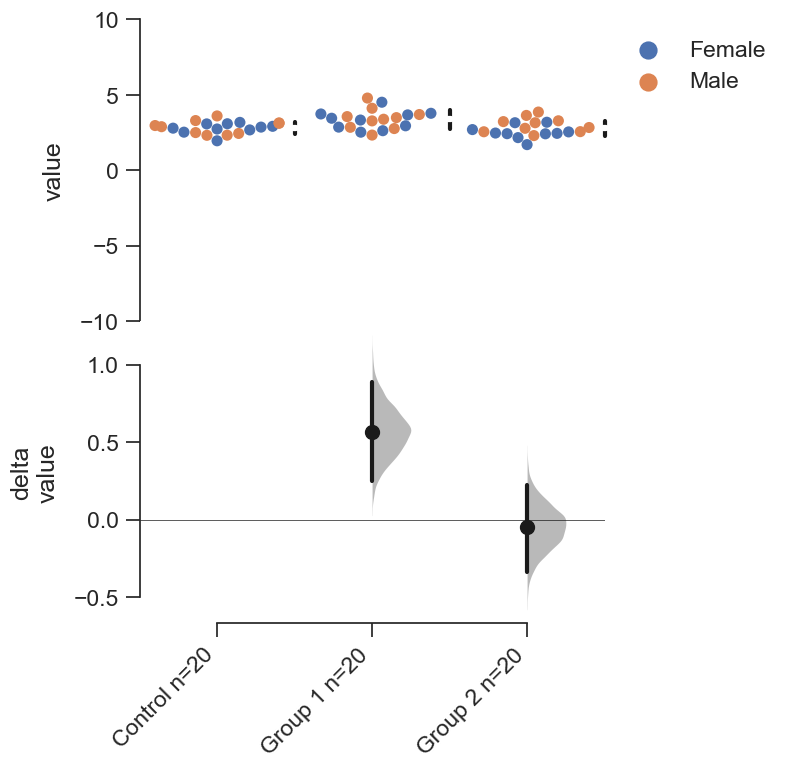 10
5
0
−5
−10
value
Female
Male
1.0
0.5
0.0
−0.5
delta
value
Control n=20
Group 1 n=20
Group 2 n=20